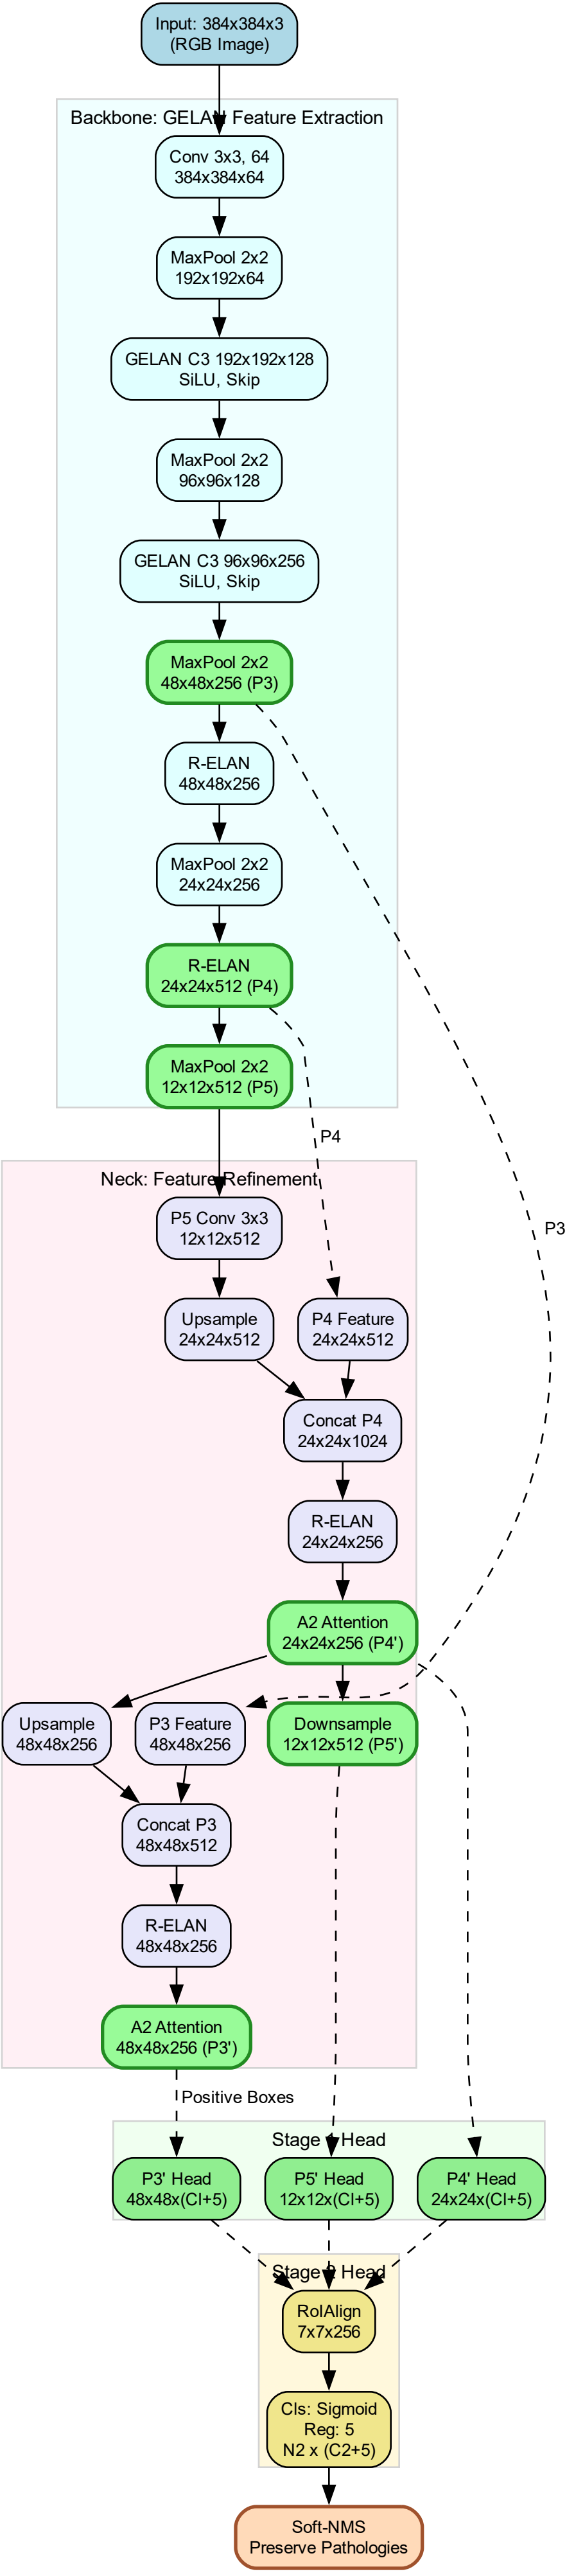 Input: 384x384x3
(RGB Image)
Backbone: GELAN Feature Extraction
Conv 3x3, 64
384x384x64
MaxPool 2x2
192x192x64
GELAN C3 192x192x128
SiLU, Skip
MaxPool 2x2
96x96x128
GELAN C3 96x96x256
SiLU, Skip
MaxPool 2x2
48x48x256 (P3)
R-ELAN
48x48x256
MaxPool 2x2
24x24x256
R-ELAN
24x24x512 (P4)
MaxPool 2x2
12x12x512 (P5)
P4
P3
Neck: Feature Refinement
P5 Conv 3x3
12x12x512
Upsample
24x24x512
P4 Feature
24x24x512
Concat P4
24x24x1024
R-ELAN
24x24x256
A2 Attention
24x24x256 (P4')
Upsample
48x48x256
P3 Feature
48x48x256
Downsample
12x12x512 (P5')
Concat P3
48x48x512
R-ELAN
48x48x256
A2 Attention
48x48x256 (P3')
Positive Boxes
Stage 1 Head
P3' Head
48x48x(Cl+5)
P5' Head
12x12x(Cl+5)
P4' Head
24x24x(Cl+5)
Stage 2 Head
RoIAlign
7x7x256
Cls: Sigmoid
Reg: 5
N2 x (C2+5)
Soft-NMS
Preserve Pathologies